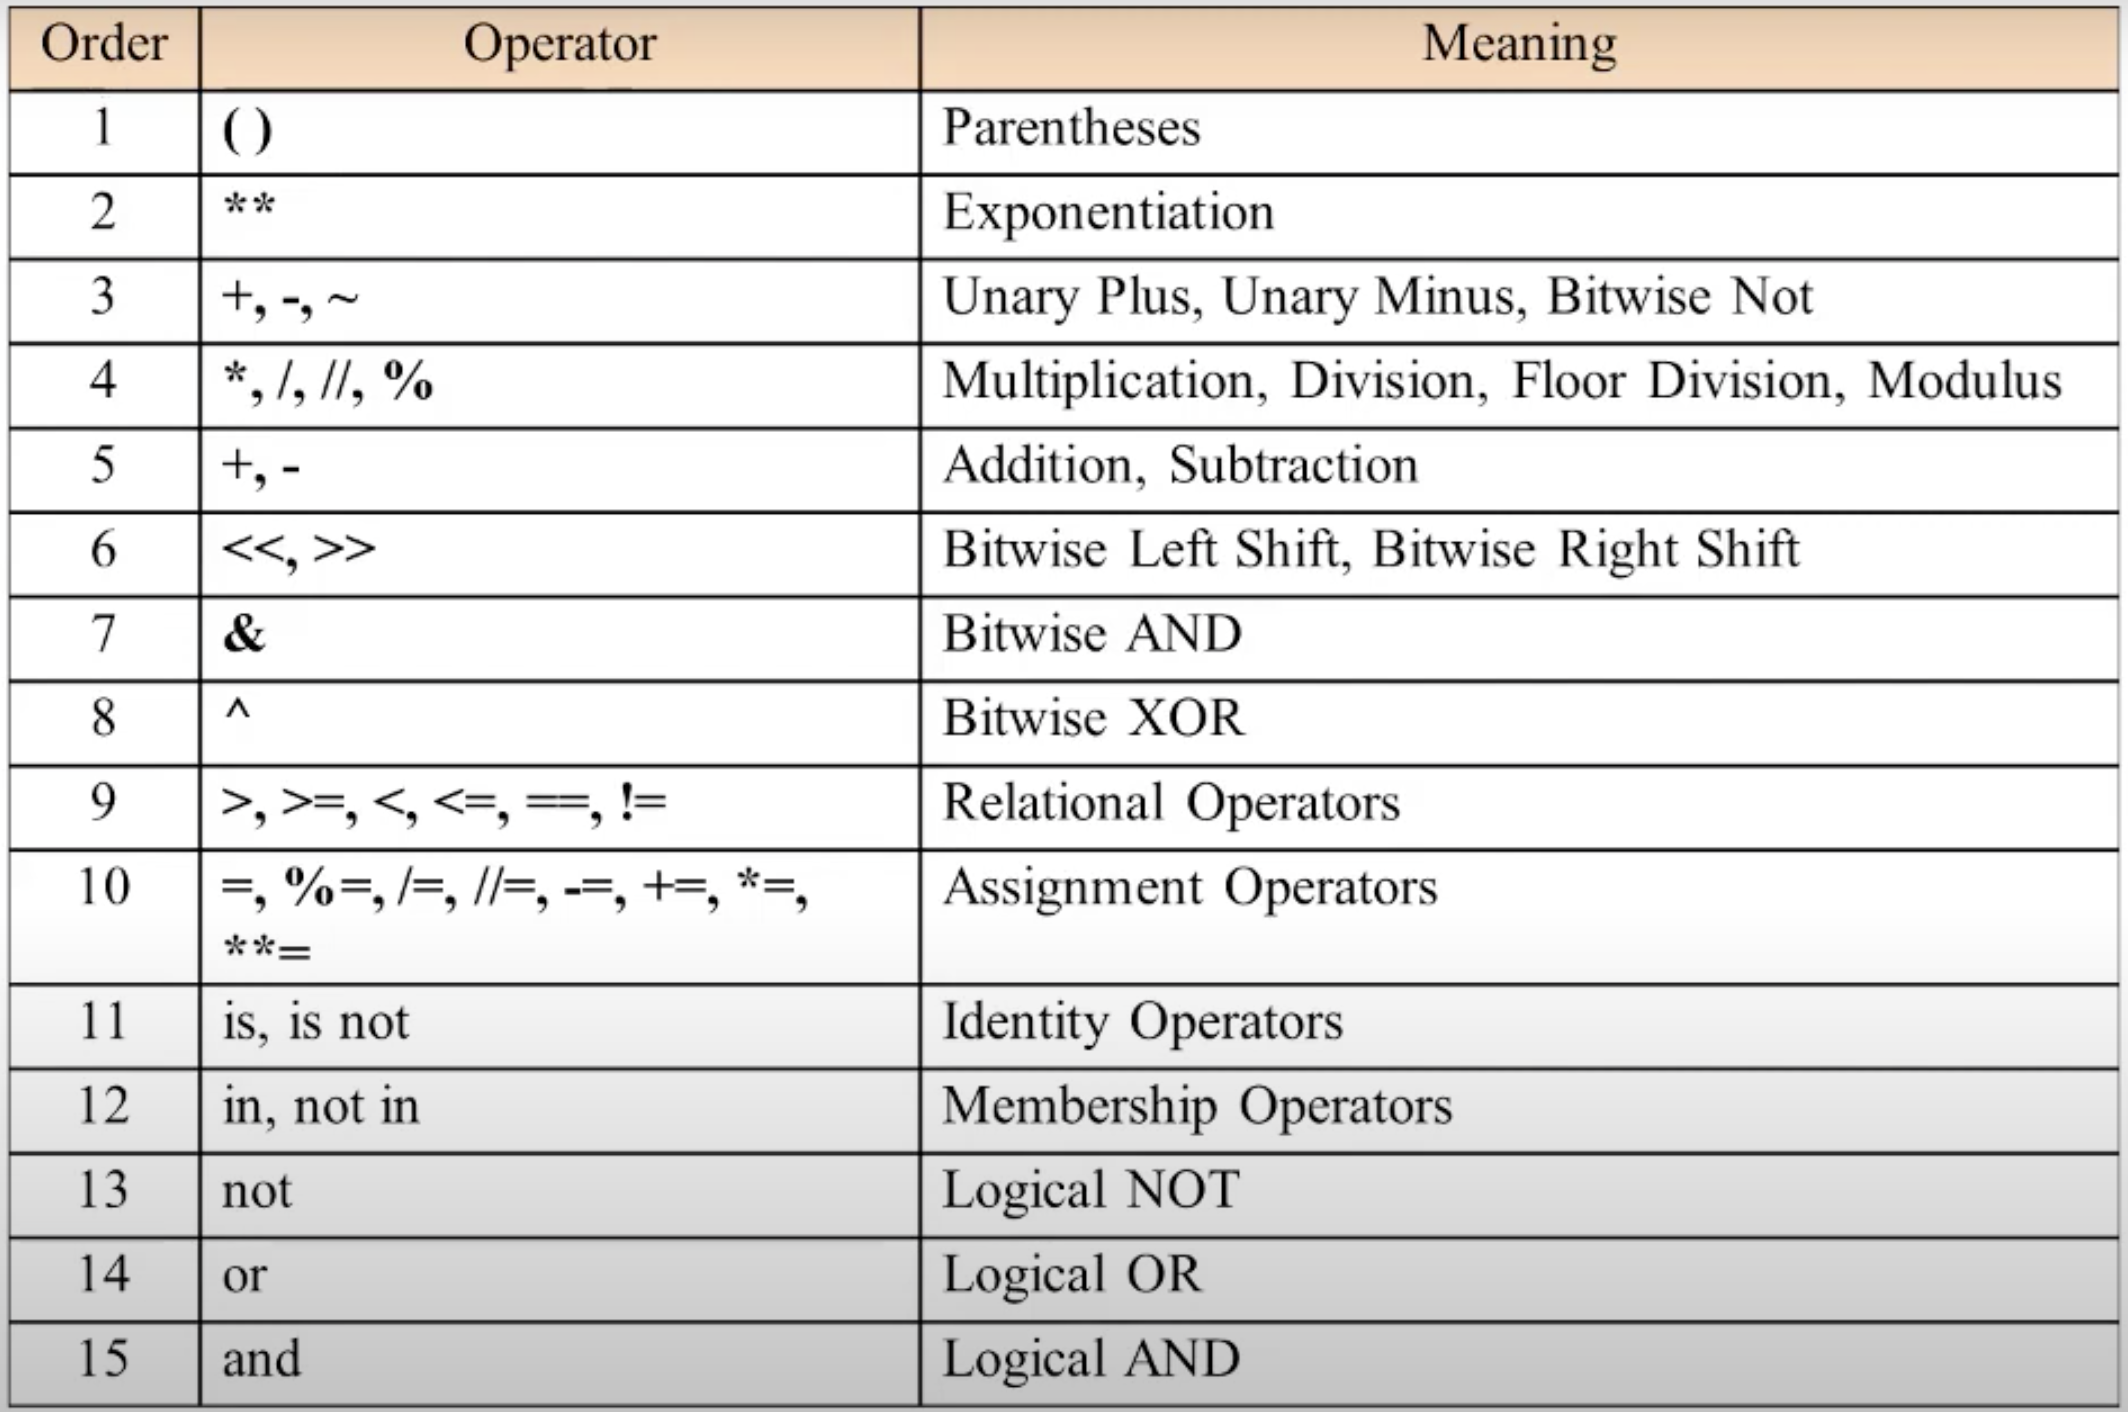 Order Operator Meaning
1 ( ) Parentheses
2 ** Exponentiation
3 +, -, ~ Unary Plus, Unary Minus, Bitwise Not
4 *, /, //, % Multiplication, Division, Floor Division, Modulus
5 +, - Addition, Subtraction
6 <<, >> Bitwise Left Shift, Bitwise Right Shift
7 & Bitwise AND
8 ^ Bitwise XOR
9 >, >=, <, <=, ==, != Relational Operators
10 =, %=, /=, //=, -=, +=, *=, Assignment Operators
**=
11 is, is not Identity Operators
12 in, not in Membership Operators
13 not Logical NOT
14 or Logical OR
15 and Logical AND